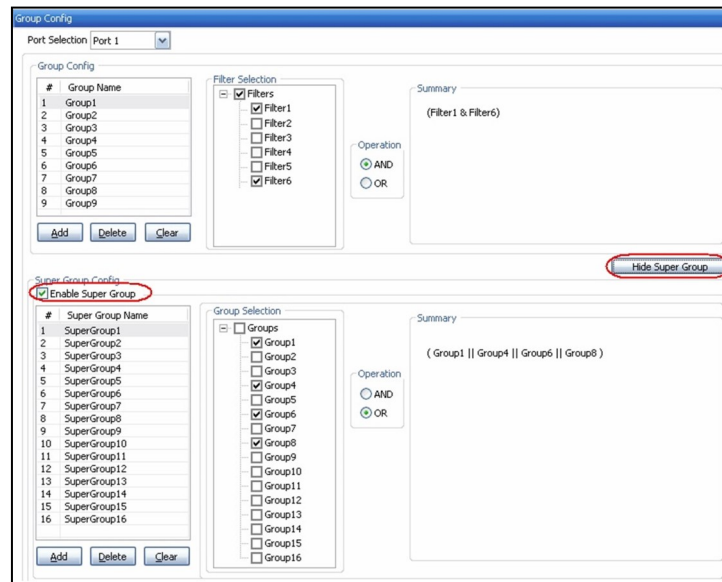 Group Config
Port Selection Port 1
Group Config
# Group Name
1 Group1
2 Group2
3 Group3
4 Group4
5 Group5
6 Group6
7 Group7
8 Group8
9 Group9
Add Delete Clear
Filter Selection
Filters
Filter1
Filter2
Filter3
Filter4
Filter5
Filter6
Operation
AND
OR
Summary
(Filter1 & Filter6)
Hide Super Group
Super Group Config
Enable Super Group
# Super Group Name
1 SuperGroup1
2 SuperGroup2
3 SuperGroup3
4 SuperGroup4
5 SuperGroup5
6 SuperGroup6
7 SuperGroup7
8 SuperGroup8
9 SuperGroup9
10 SuperGroup10
11 SuperGroup11
12 SuperGroup12
13 SuperGroup13
14 SuperGroup14
15 SuperGroup15
16 SuperGroup16
Add Delete Clear
Group Selection
Groups
Group1
Group2
Group3
Group4
Group5
Group6
Group7
Group8
Group9
Group10
Group11
Group12
Group13
Group14
Group15
Group16
Operation
AND
OR
Summary
( Group1 || Group4 || Group6 || Group8 )